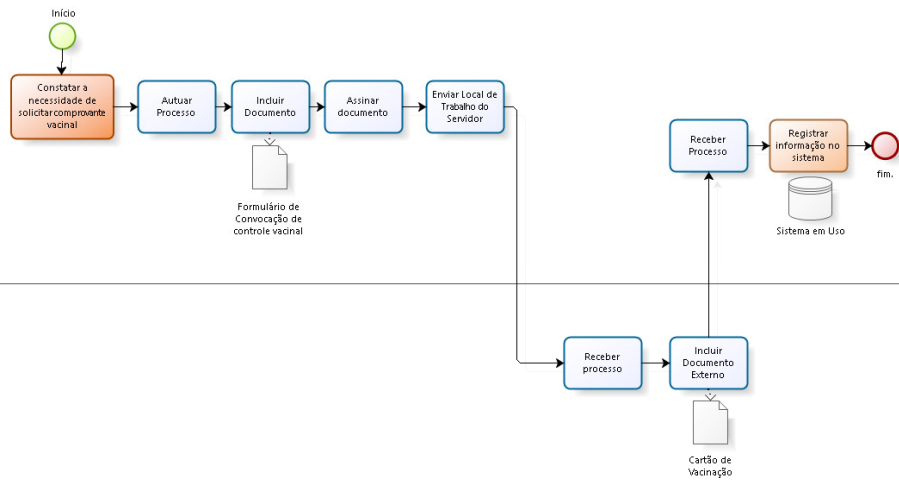 Início
Constatar a
necessidade de
solicitar comprovante
vacinal
Autuar
Processo
Incluir
Documento
Assinar
documento
Enviar Local de
Trabalho do
Servidor
Formulário de
Convocação de
controle vacinal
Receber
processo
Incluir
Documento
Externo
Cartão de
Vacinação
Receber
Processo
Registrar
informação no
sistema
Sistema em Uso
fim.